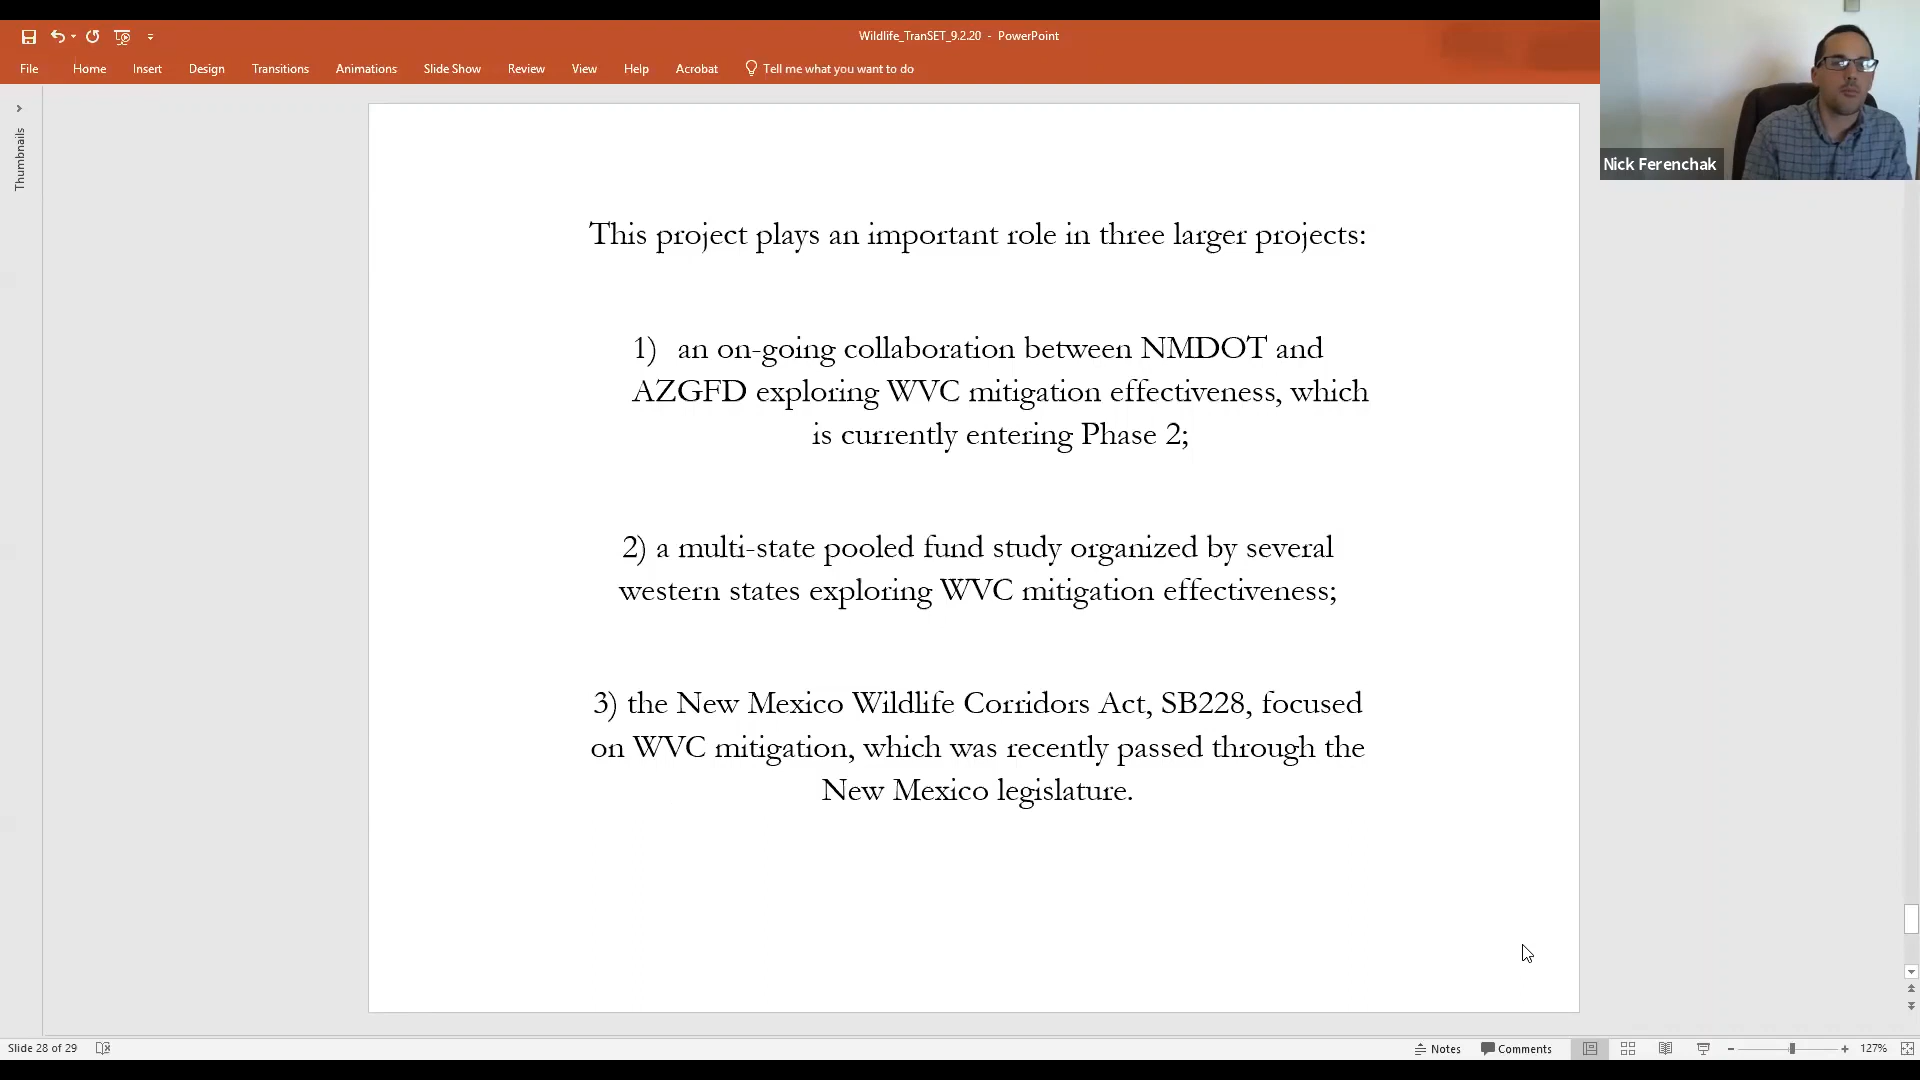 Wildlife_TranSET_9.2.20 - PowerPoint
File Home Insert Design Transitions Animations Slide Show Review View Help Acrobat Tell me what you want to do
Nick Ferenchak
Thumbnails
This project plays an important role in three larger projects:
1) an on-going collaboration between NMDOT and
AZGFD exploring WVC mitigation effectiveness, which
is currently entering Phase 2;
2) a multi-state pooled fund study organized by several
western states exploring WVC mitigation effectiveness;
3) the New Mexico Wildlife Corridors Act, SB228, focused
on WVC mitigation, which was recently passed through the
New Mexico legislature.
Slide 28 of 29 Notes Comments 127%